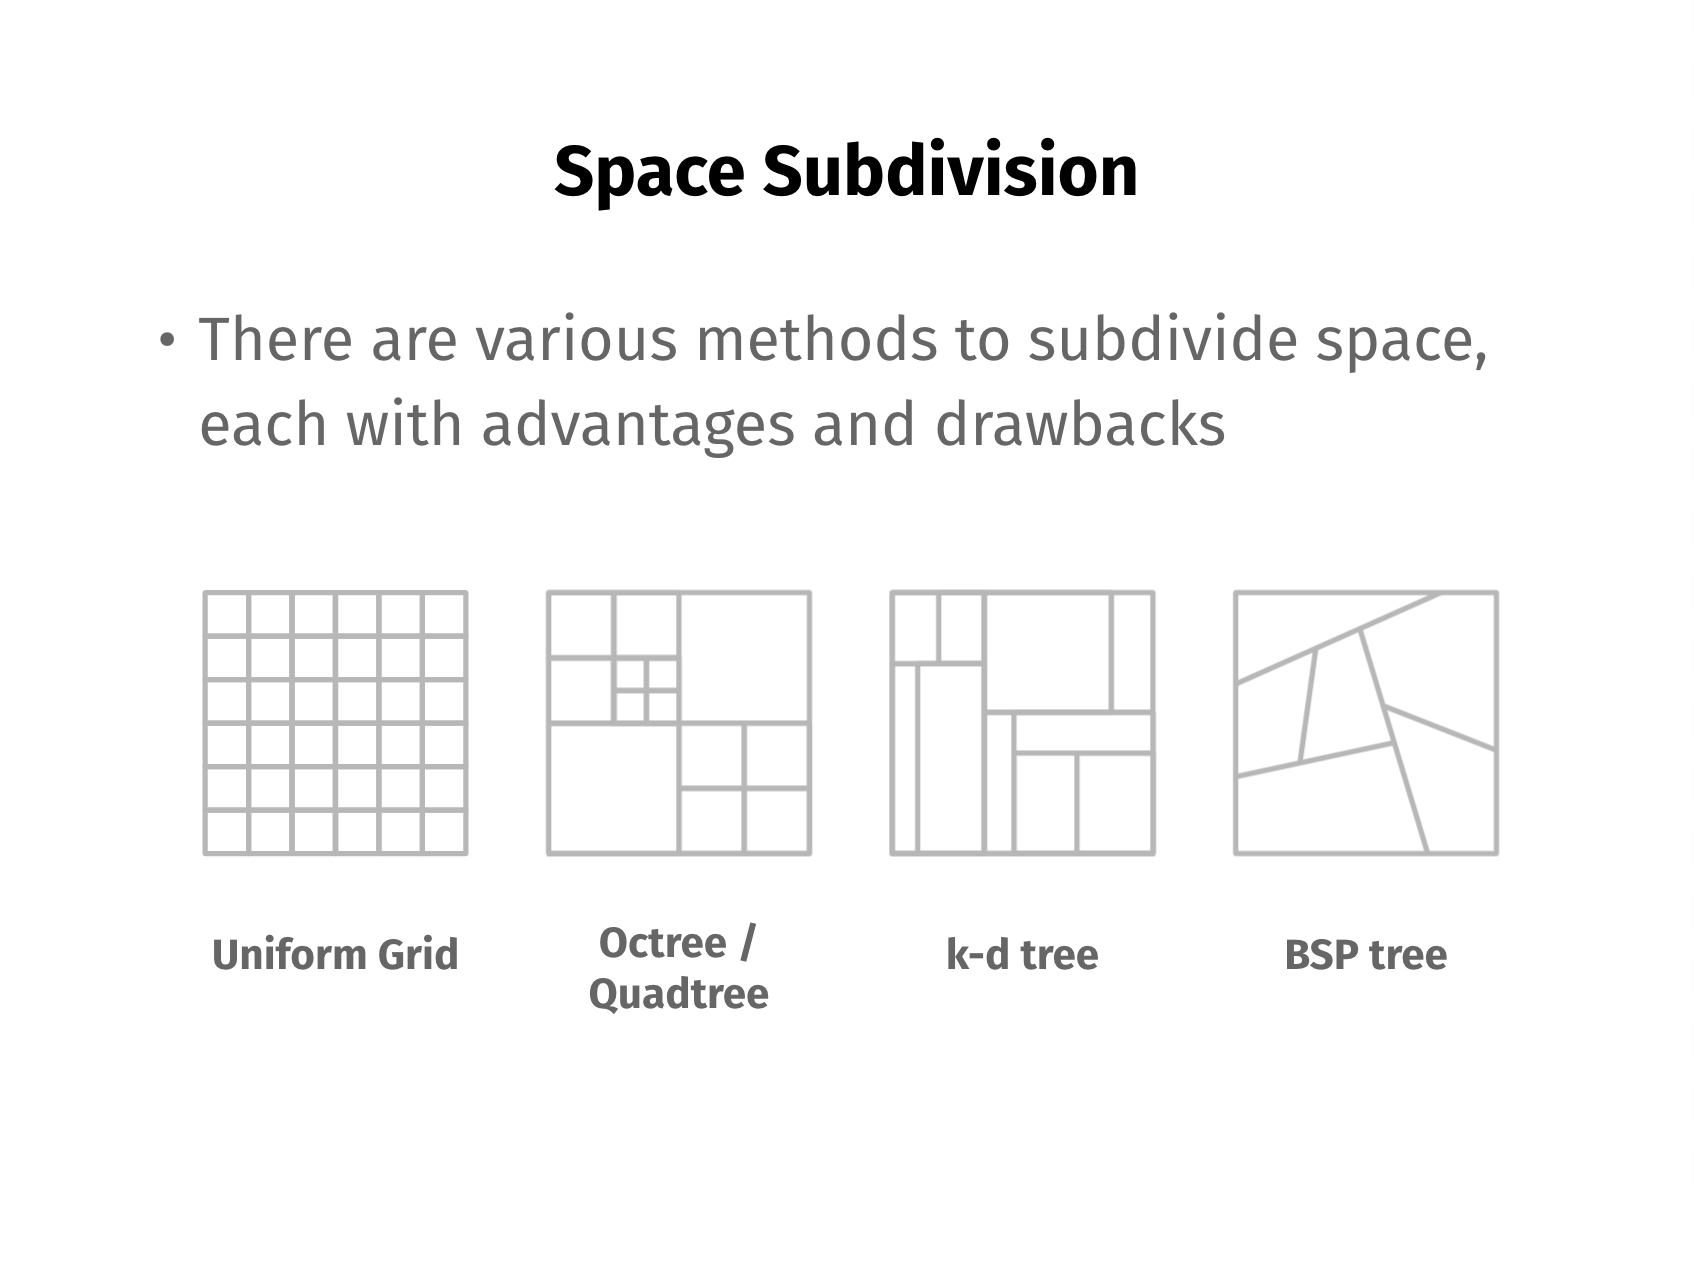 Space Subdivision
• There are various methods to subdivide space,
each with advantages and drawbacks
Uniform Grid
Octree /
Quadtree
k-d tree
BSP tree